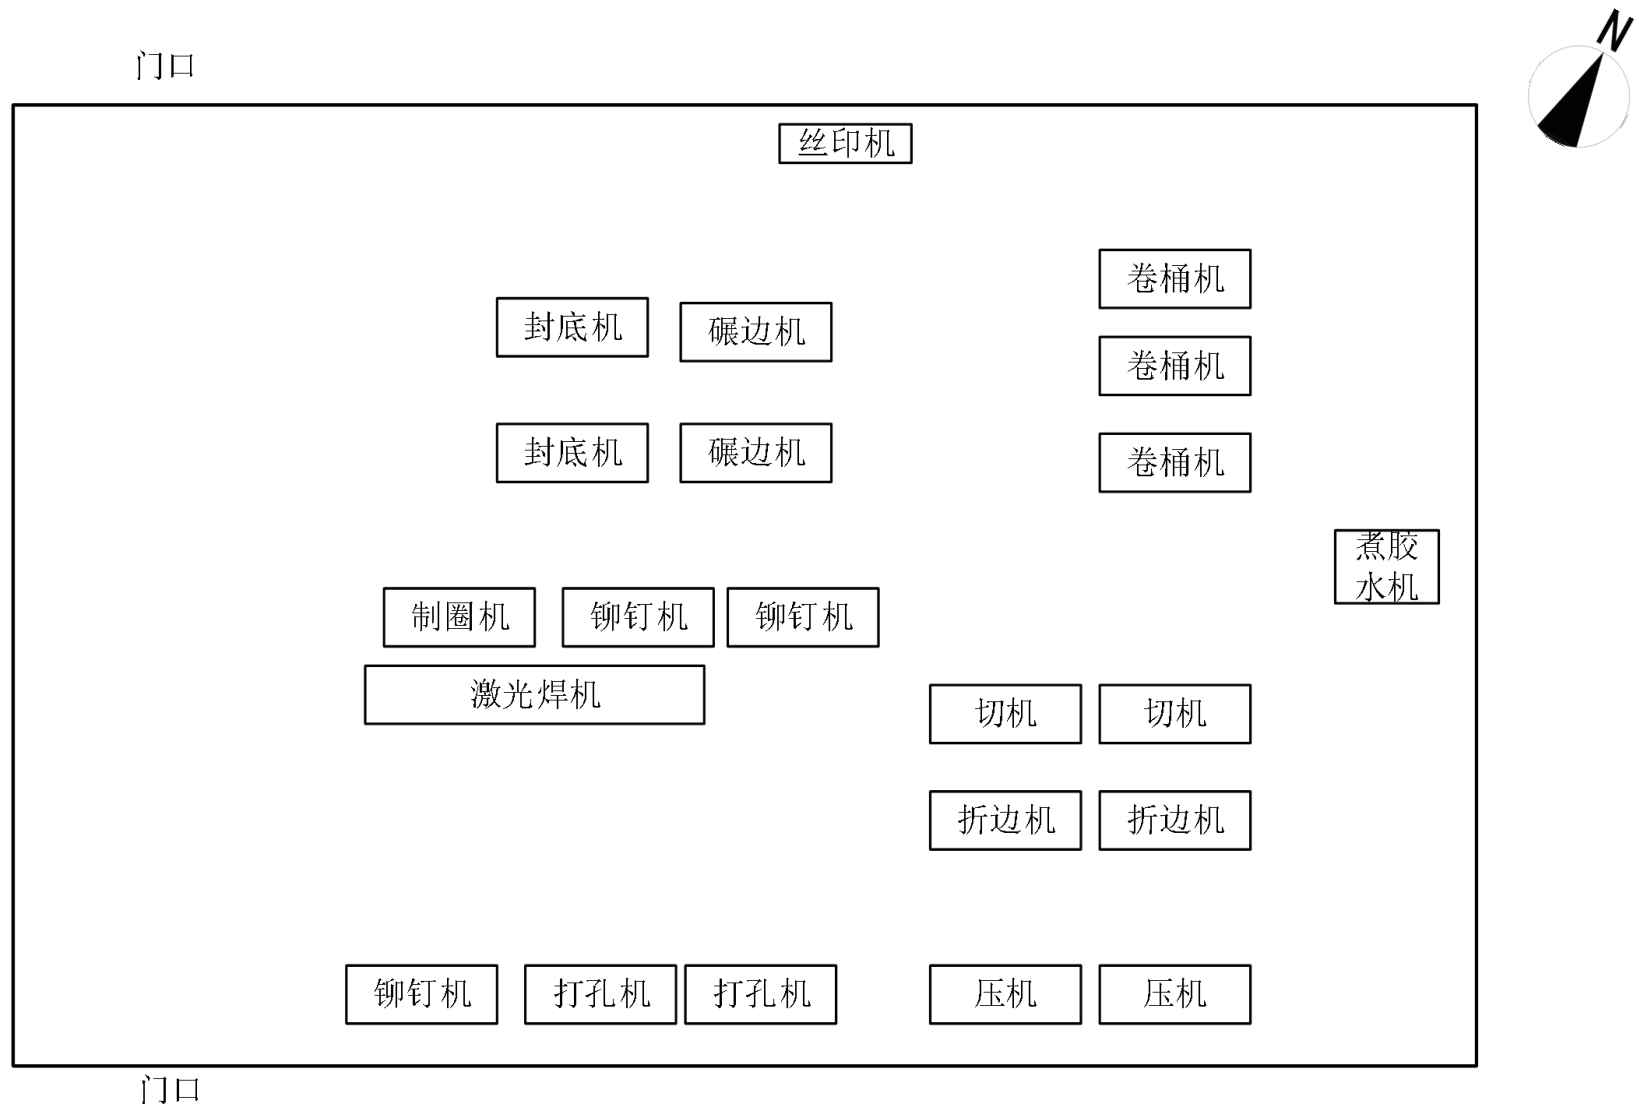 N
门口
丝印机
卷桶机
封底机
碾边机
卷桶机
封底机
碾边机
卷桶机
煮胶
水机
制圈机
铆钉机
铆钉机
激光焊机
切机
切机
折边机
折边机
铆钉机
打孔机
打孔机
压机
压机
门口